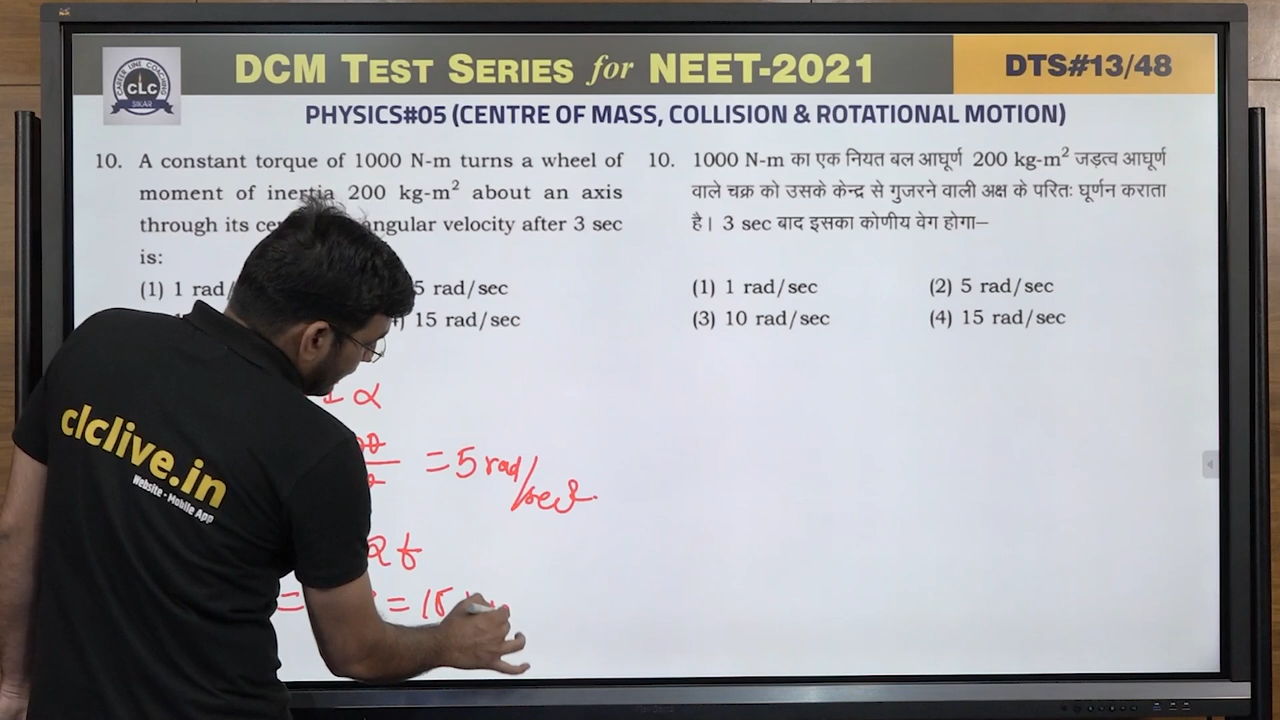 DCM TEST SERIES for NEET-2021
DTS#13/48
CAREER LINE COACHING
CLC
SIKAR
PHYSICS#05 (CENTRE OF MASS, COLLISION & ROTATIONAL MOTION)
10. A constant torque of 1000 N-m turns a wheel of
moment of inertia 200 kg-m² about an axis
through its angular velocity after 3 sec
is:
(1) 1 rad/ 5 rad/sec
15 rad/sec
10. 1000 N-m का एक नियत बल आघूर्ण 200 kg-m² जड़त्व आघूर्ण
वाले चक्र को उसके केन्द्र से गुजरने वाली अक्ष के परितः घूर्णन कराता
है। 3 sec बाद इसका कोणीय वेग होगा–
(1) 1 rad/sec (2) 5 rad/sec
(3) 10 rad/sec (4) 15 rad/sec
I α
= 5 rad/sec²
α t
= = 15
clclive.in
Website - Mobile App